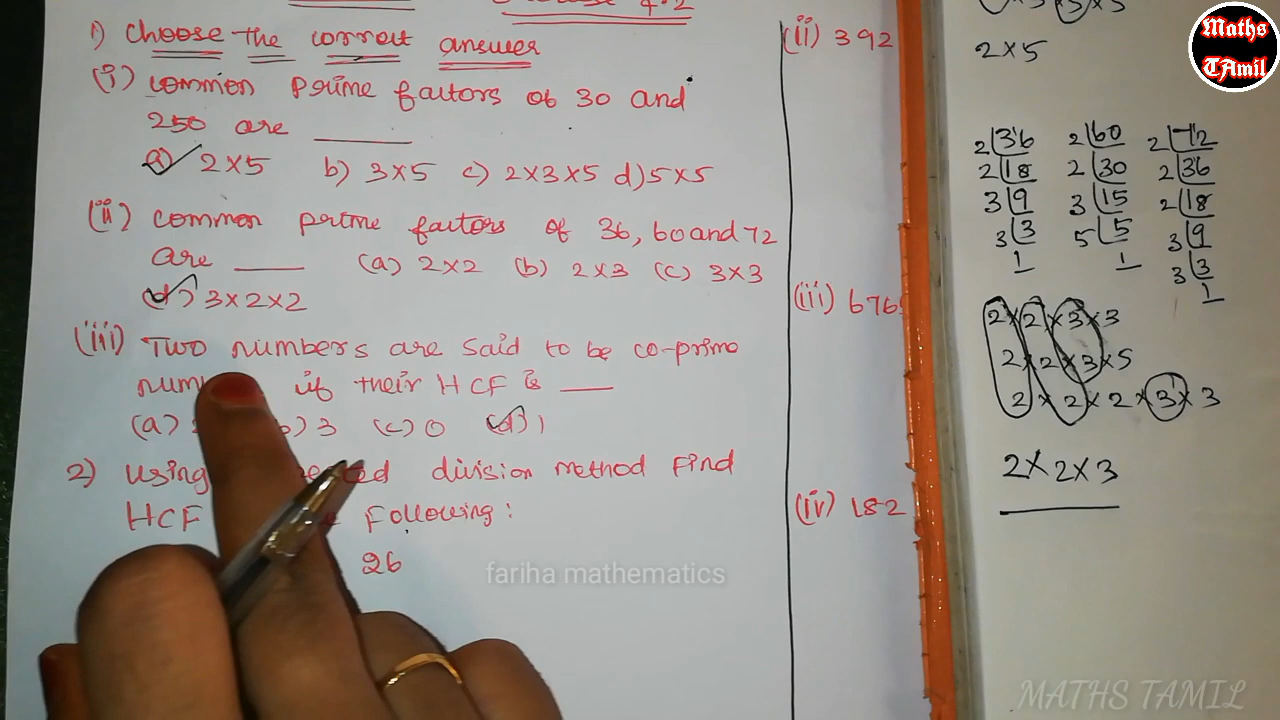 1) choose the correct answer
(i) common prime factors of 30 and
250 are ______
a) 2×5 b) 3×5 c) 2×3×5 d) 5×5
(ii) common prime factors of 36, 60 and 72
are ____ (a) 2×2 (b) 2×3 (c) 3×3
(d) 3×2×2
(iii) Two numbers are said to be co-prime
if their HCF is ____
(a) b) 3 (c) 0 (d) 1
2) using division method Find
HCF Following:
26
(ii) 392
(iii) 676
(iv) 182
2×5
2 36
2 18
3 9
3 3
1
2 60
2 30
3 15
5 5
1
2 72
2 36
2 18
3 9
3 3
1
2×2×3×3
2×2×3×5
2×2×2×3×3
2×2×3
Maths
TAmil
fariha mathematics
MATHS TAMIL